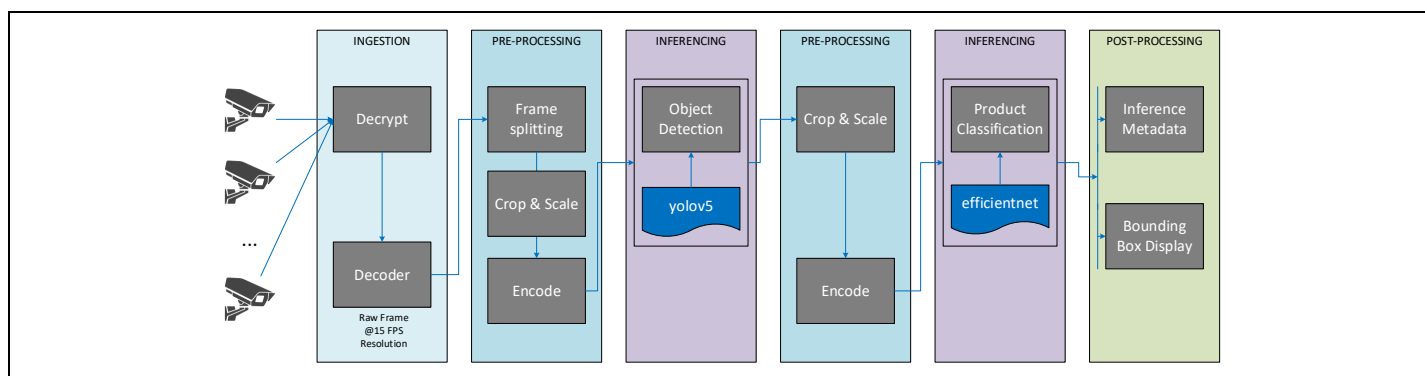 INGESTION
Decrypt
Decoder
Raw Frame
@15 FPS
Resolution
...
PRE-PROCESSING
Frame
splitting
Crop & Scale
Encode
INFERENCING
Object
Detection
yolov5
PRE-PROCESSING
Crop & Scale
Encode
INFERENCING
Product
Classification
efficientnet
POST-PROCESSING
Inference
Metadata
Bounding
Box Display